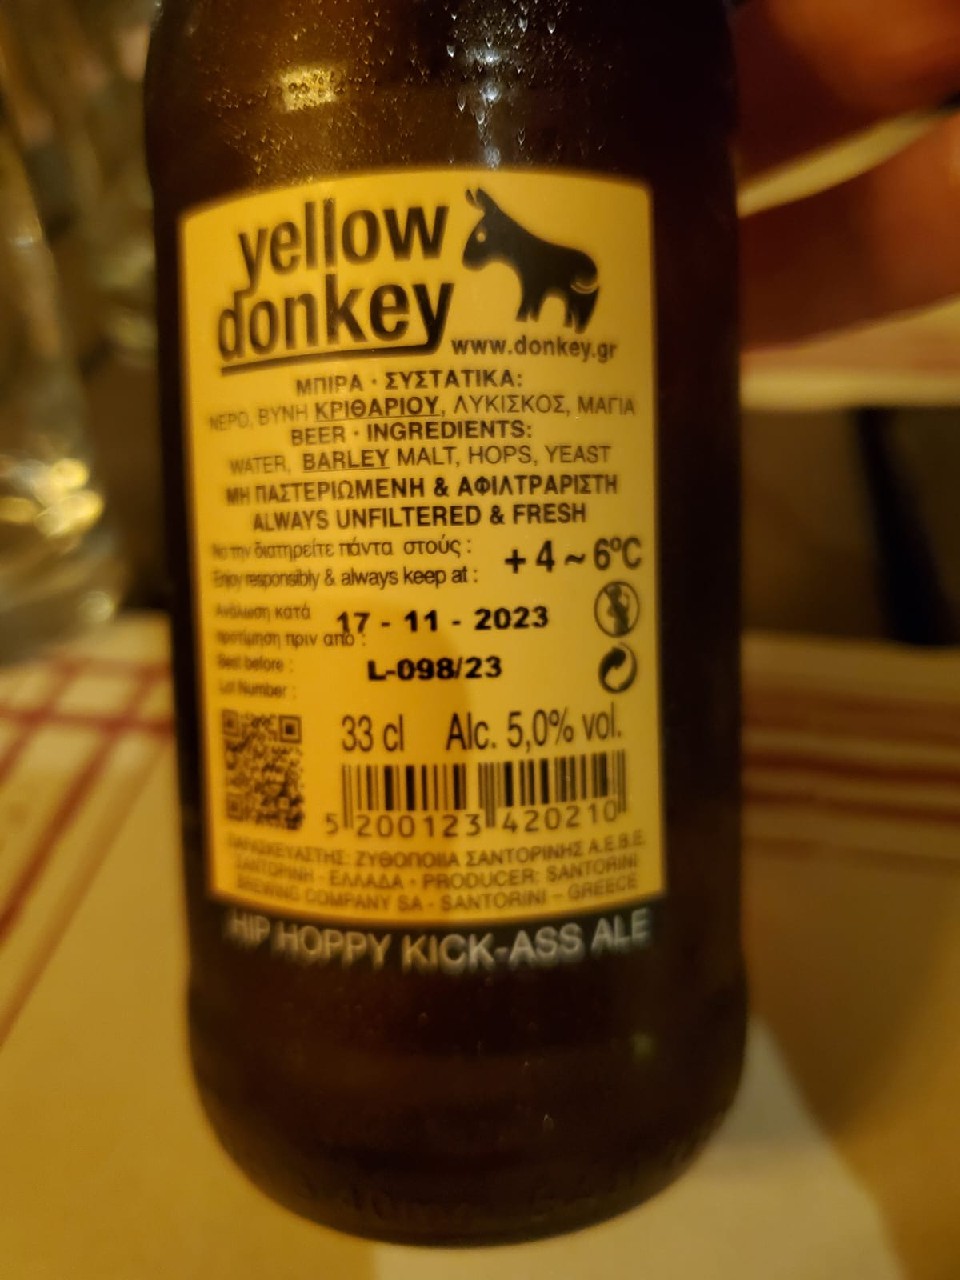 yellow
donkey
www.donkey.gr
ΜΠΙΡΑ · ΣΥΣΤΑΤΙΚΑ:
ΝΕΡΟ, ΒΥΝΗ ΚΡΙΘΑΡΙΟΥ, ΛΥΚΙΣΚΟΣ, ΜΑΓΙΑ
BEER · INGREDIENTS:
WATER, BARLEY MALT, HOPS, YEAST
ΜΗ ΠΑΣΤΕΡΙΩΜΕΝΗ & ΑΦΙΛΤΡΑΡΙΣΤΗ
ALWAYS UNFILTERED & FRESH
Να την διατηρείτε πάντα στούς :
Enjoy responsibly & always keep at :
+ 4 ~ 6ºC
Ανάλωση κατά
προτίμηση πριν από :
17 - 11 - 2023
Best before :
L-098/23
Lot Number :
33 cl Alc. 5,0% vol.
5 200123 420210
ΠΑΡΑΣΚΕΥΑΣΤΗΣ: ΖΥΘΟΠΟΙΙΑ ΣΑΝΤΟΡΙΝΗΣ Α.Ε.Β.Ε.
ΣΑΝΤΟΡΙΝΗ - ΕΛΛΑΔΑ · PRODUCER: SANTORINI
BREWING COMPANY SA - SANTORINI – GREECE
HIP HOPPY KICK-ASS ALE